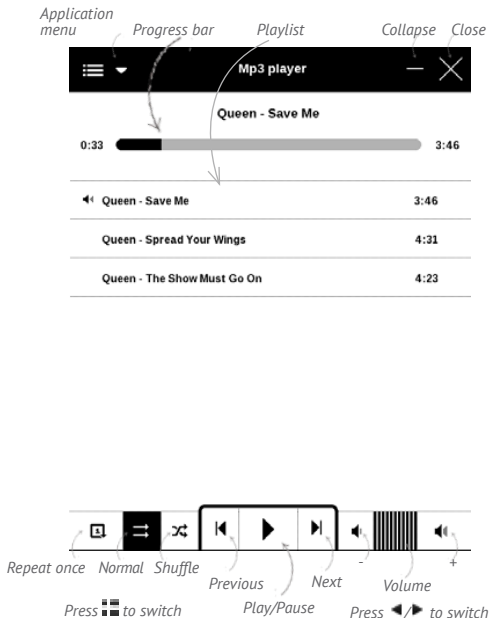 Application
menu
Progress bar
Playlist
Collapse
Close
Mp3 player
Queen - Save Me
0:33
3:46
Queen - Save Me 3:46
Queen - Spread Your Wings 4:31
Queen - The Show Must Go On 4:23
1
Repeat once
Normal
Shuffle
Previous
Play/Pause
Next
-
Volume
+
Press to switch
Press / to switch